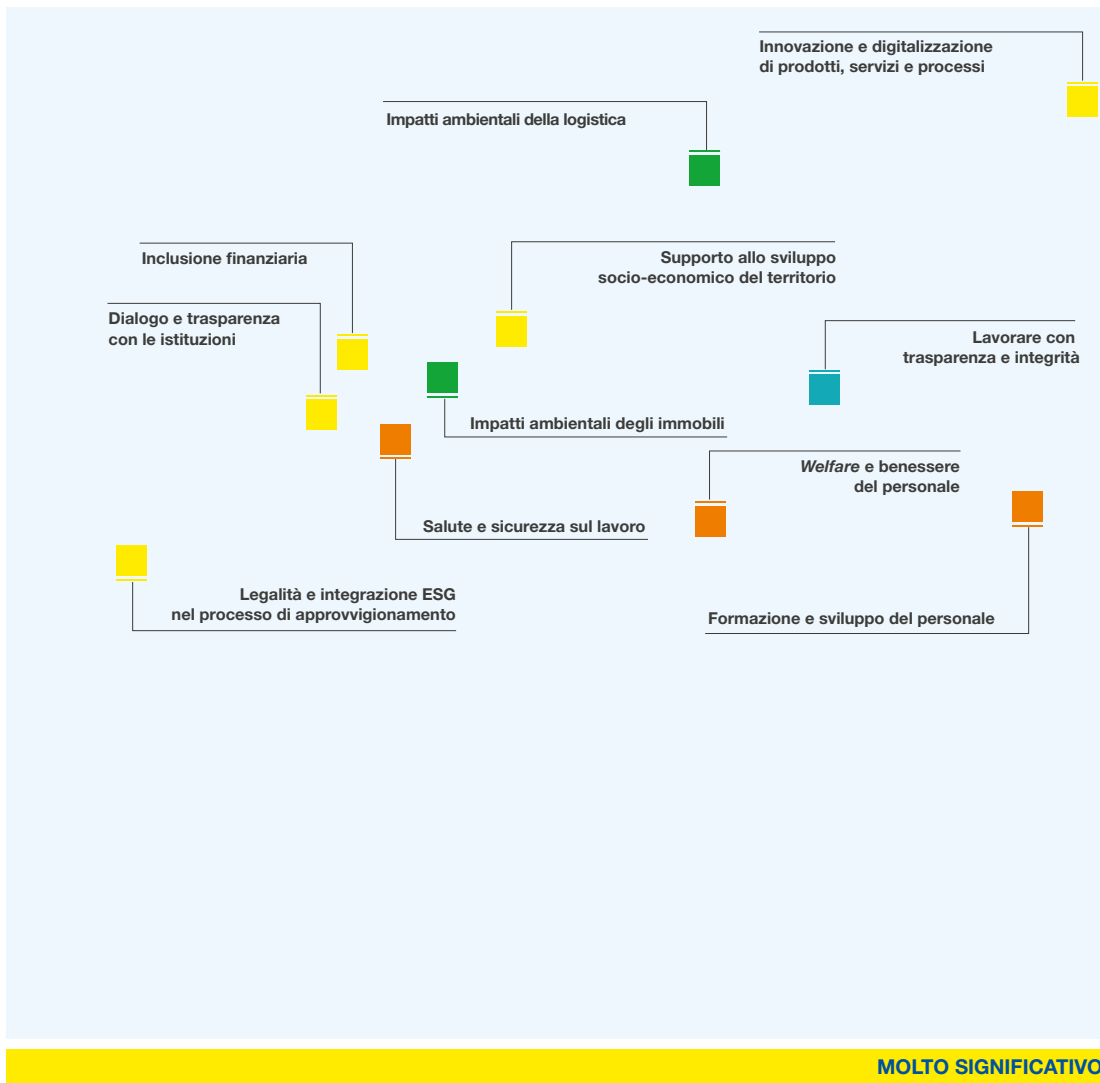 Innovazione e digitalizzazione
di prodotti, servizi e processi
Impatti ambientali della logistica
Inclusione finanziaria
Supporto allo sviluppo
socio-economico del territorio
Dialogo e trasparenza
con le istituzioni
Lavorare con
trasparenza e integrità
Impatti ambientali degli immobili
Welfare e benessere
del personale
Salute e sicurezza sul lavoro
Legalità e integrazione ESG
nel processo di approvvigionamento
Formazione e sviluppo del personale
MOLTO SIGNIFICATIVO